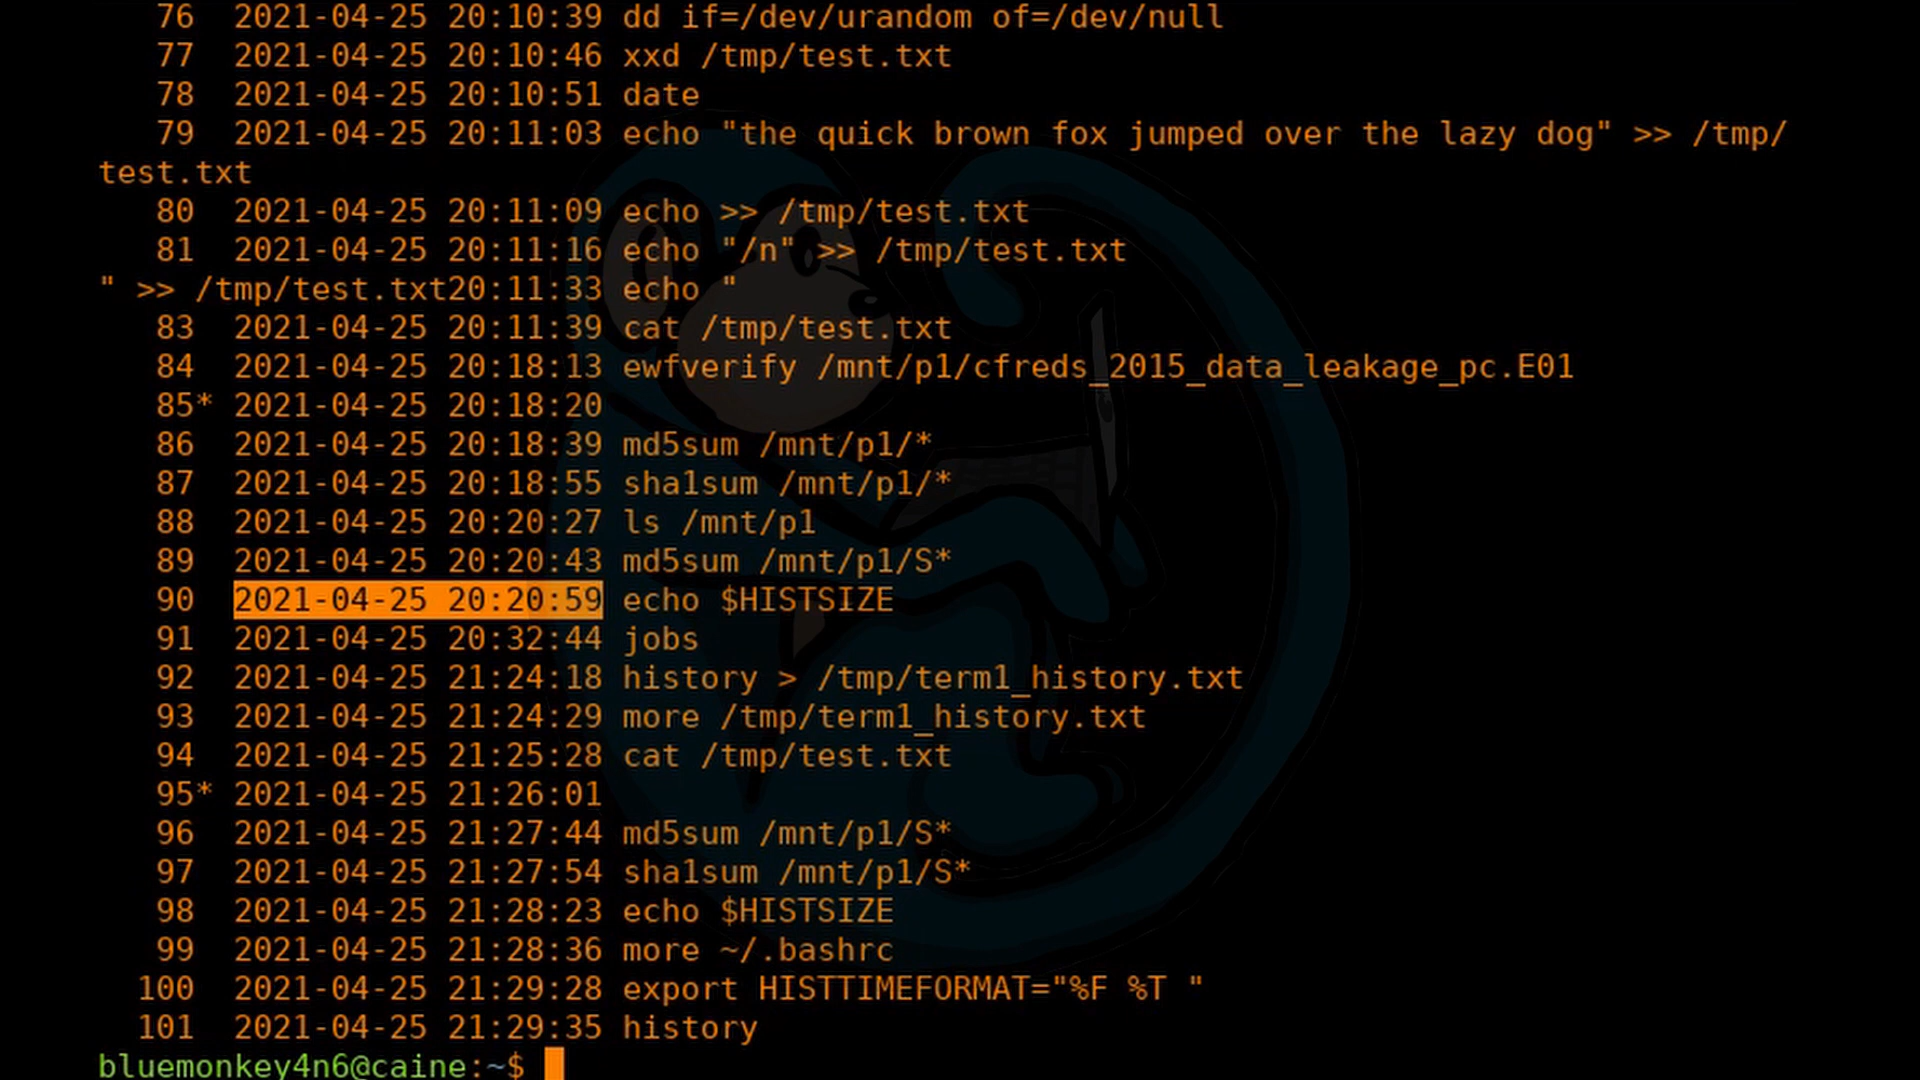 76  2021-04-25 20:10:39 dd if=/dev/urandom of=/dev/null
77  2021-04-25 20:10:46 xxd /tmp/test.txt
78  2021-04-25 20:10:51 date
79  2021-04-25 20:11:03 echo "the quick brown fox jumped over the lazy dog" >> /tmp/
test.txt
80  2021-04-25 20:11:09 echo >> /tmp/test.txt
81  2021-04-25 20:11:16 echo "/n" >> /tmp/test.txt
" >> /tmp/test.txt20:11:33 echo "
83  2021-04-25 20:11:39 cat /tmp/test.txt
84  2021-04-25 20:18:13 ewfverify /mnt/p1/cfreds_2015_data_leakage_pc.E01
85* 2021-04-25 20:18:20
86  2021-04-25 20:18:39 md5sum /mnt/p1/*
87  2021-04-25 20:18:55 sha1sum /mnt/p1/*
88  2021-04-25 20:20:27 ls /mnt/p1
89  2021-04-25 20:20:43 md5sum /mnt/p1/S*
90  2021-04-25 20:20:59 echo $HISTSIZE
91  2021-04-25 20:32:44 jobs
92  2021-04-25 21:24:18 history > /tmp/term1_history.txt
93  2021-04-25 21:24:29 more /tmp/term1_history.txt
94  2021-04-25 21:25:28 cat /tmp/test.txt
95* 2021-04-25 21:26:01
96  2021-04-25 21:27:44 md5sum /mnt/p1/S*
97  2021-04-25 21:27:54 sha1sum /mnt/p1/S*
98  2021-04-25 21:28:23 echo $HISTSIZE
99  2021-04-25 21:28:36 more ~/.bashrc
100  2021-04-25 21:29:28 export HISTTIMEFORMAT="%F %T "
101  2021-04-25 21:29:35 history
bluemonkey4n6@caine:~$